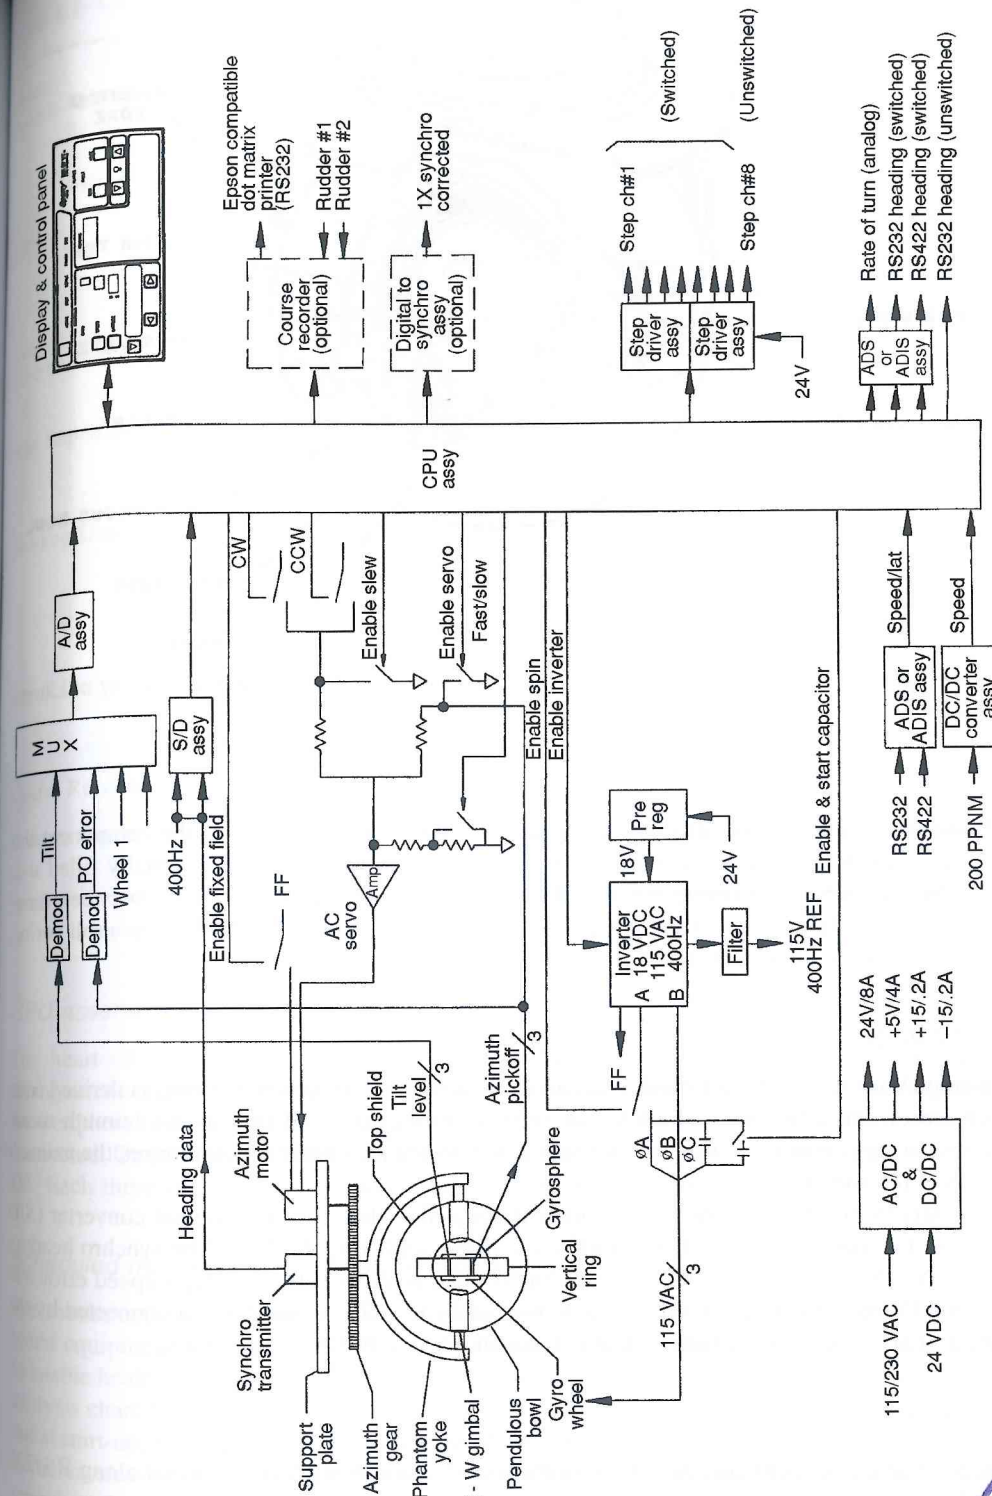 Display & control panel
Epson compatible
dot matrix
printer
(RS232)
Rudder #1
Rudder #2
Course
recorder
(optional)
1X synchro
corrected
Digital to
synchro
assy
(optional)
(Switched)
(Unswitched)
Step ch#1
Step ch#8
Step
driver
assy
Step
driver
assy
24V
Rate of turn (analog)
RS232 heading (switched)
RS422 heading (switched)
RS232 heading (unswitched)
ADS
or
ADIS
assy
CPU
assy
A/D
assy
M
U
X
S/D
assy
CW
CCW
Enable slew
Enable servo
Fast/slow
Enable spin
Enable inverter
Enable & start capacitor
Speed/lat
Speed
ADS or
ADIS assy
DC/DC
converter
assy
RS232
RS422
200 PPNM
Tilt
PO error
Wheel 1
400Hz
Demod
Demod
Enable fixed field
FF
AC
servo
Amp
Pre
reg
18V
24V
Inverter
18 VDC
115 VAC
400Hz
A
B
Filter
115V
400Hz REF
FF
øA
øB
øC
115 VAC
3
24V/8A
+5V/4A
+15/.2A
–15/.2A
AC/DC
&
DC/DC
115/230 VAC
24 VDC
Heading data
Azimuth
motor
Synchro
transmitter
Support
plate
Azimuth
gear
Phantom
yoke
- W gimbal
Pendulous
bowl
Gyro
wheel
Vertical
ring
Gyrosphere
Top shield
Tilt
level
3
Azimuth
pickoff
3